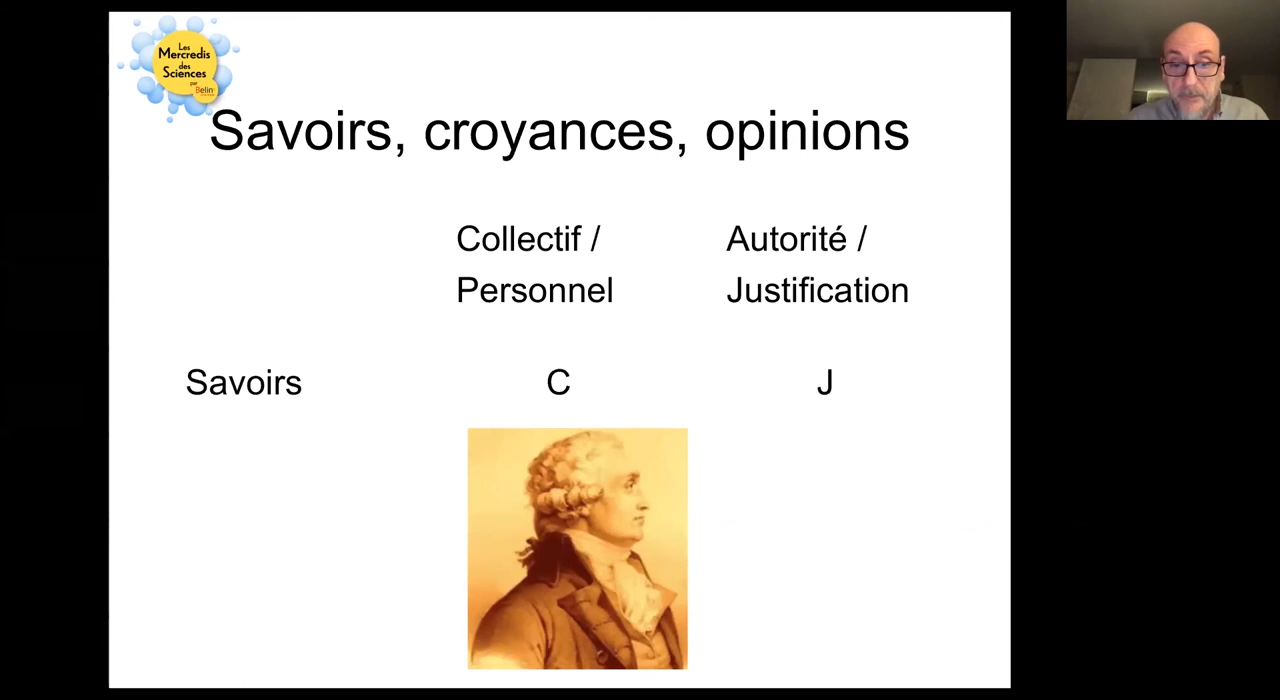 Les
Mercredis
des
Sciences
par
Belin
Savoirs, croyances, opinions
Collectif /
Personnel
Autorité /
Justification
Savoirs
C
J